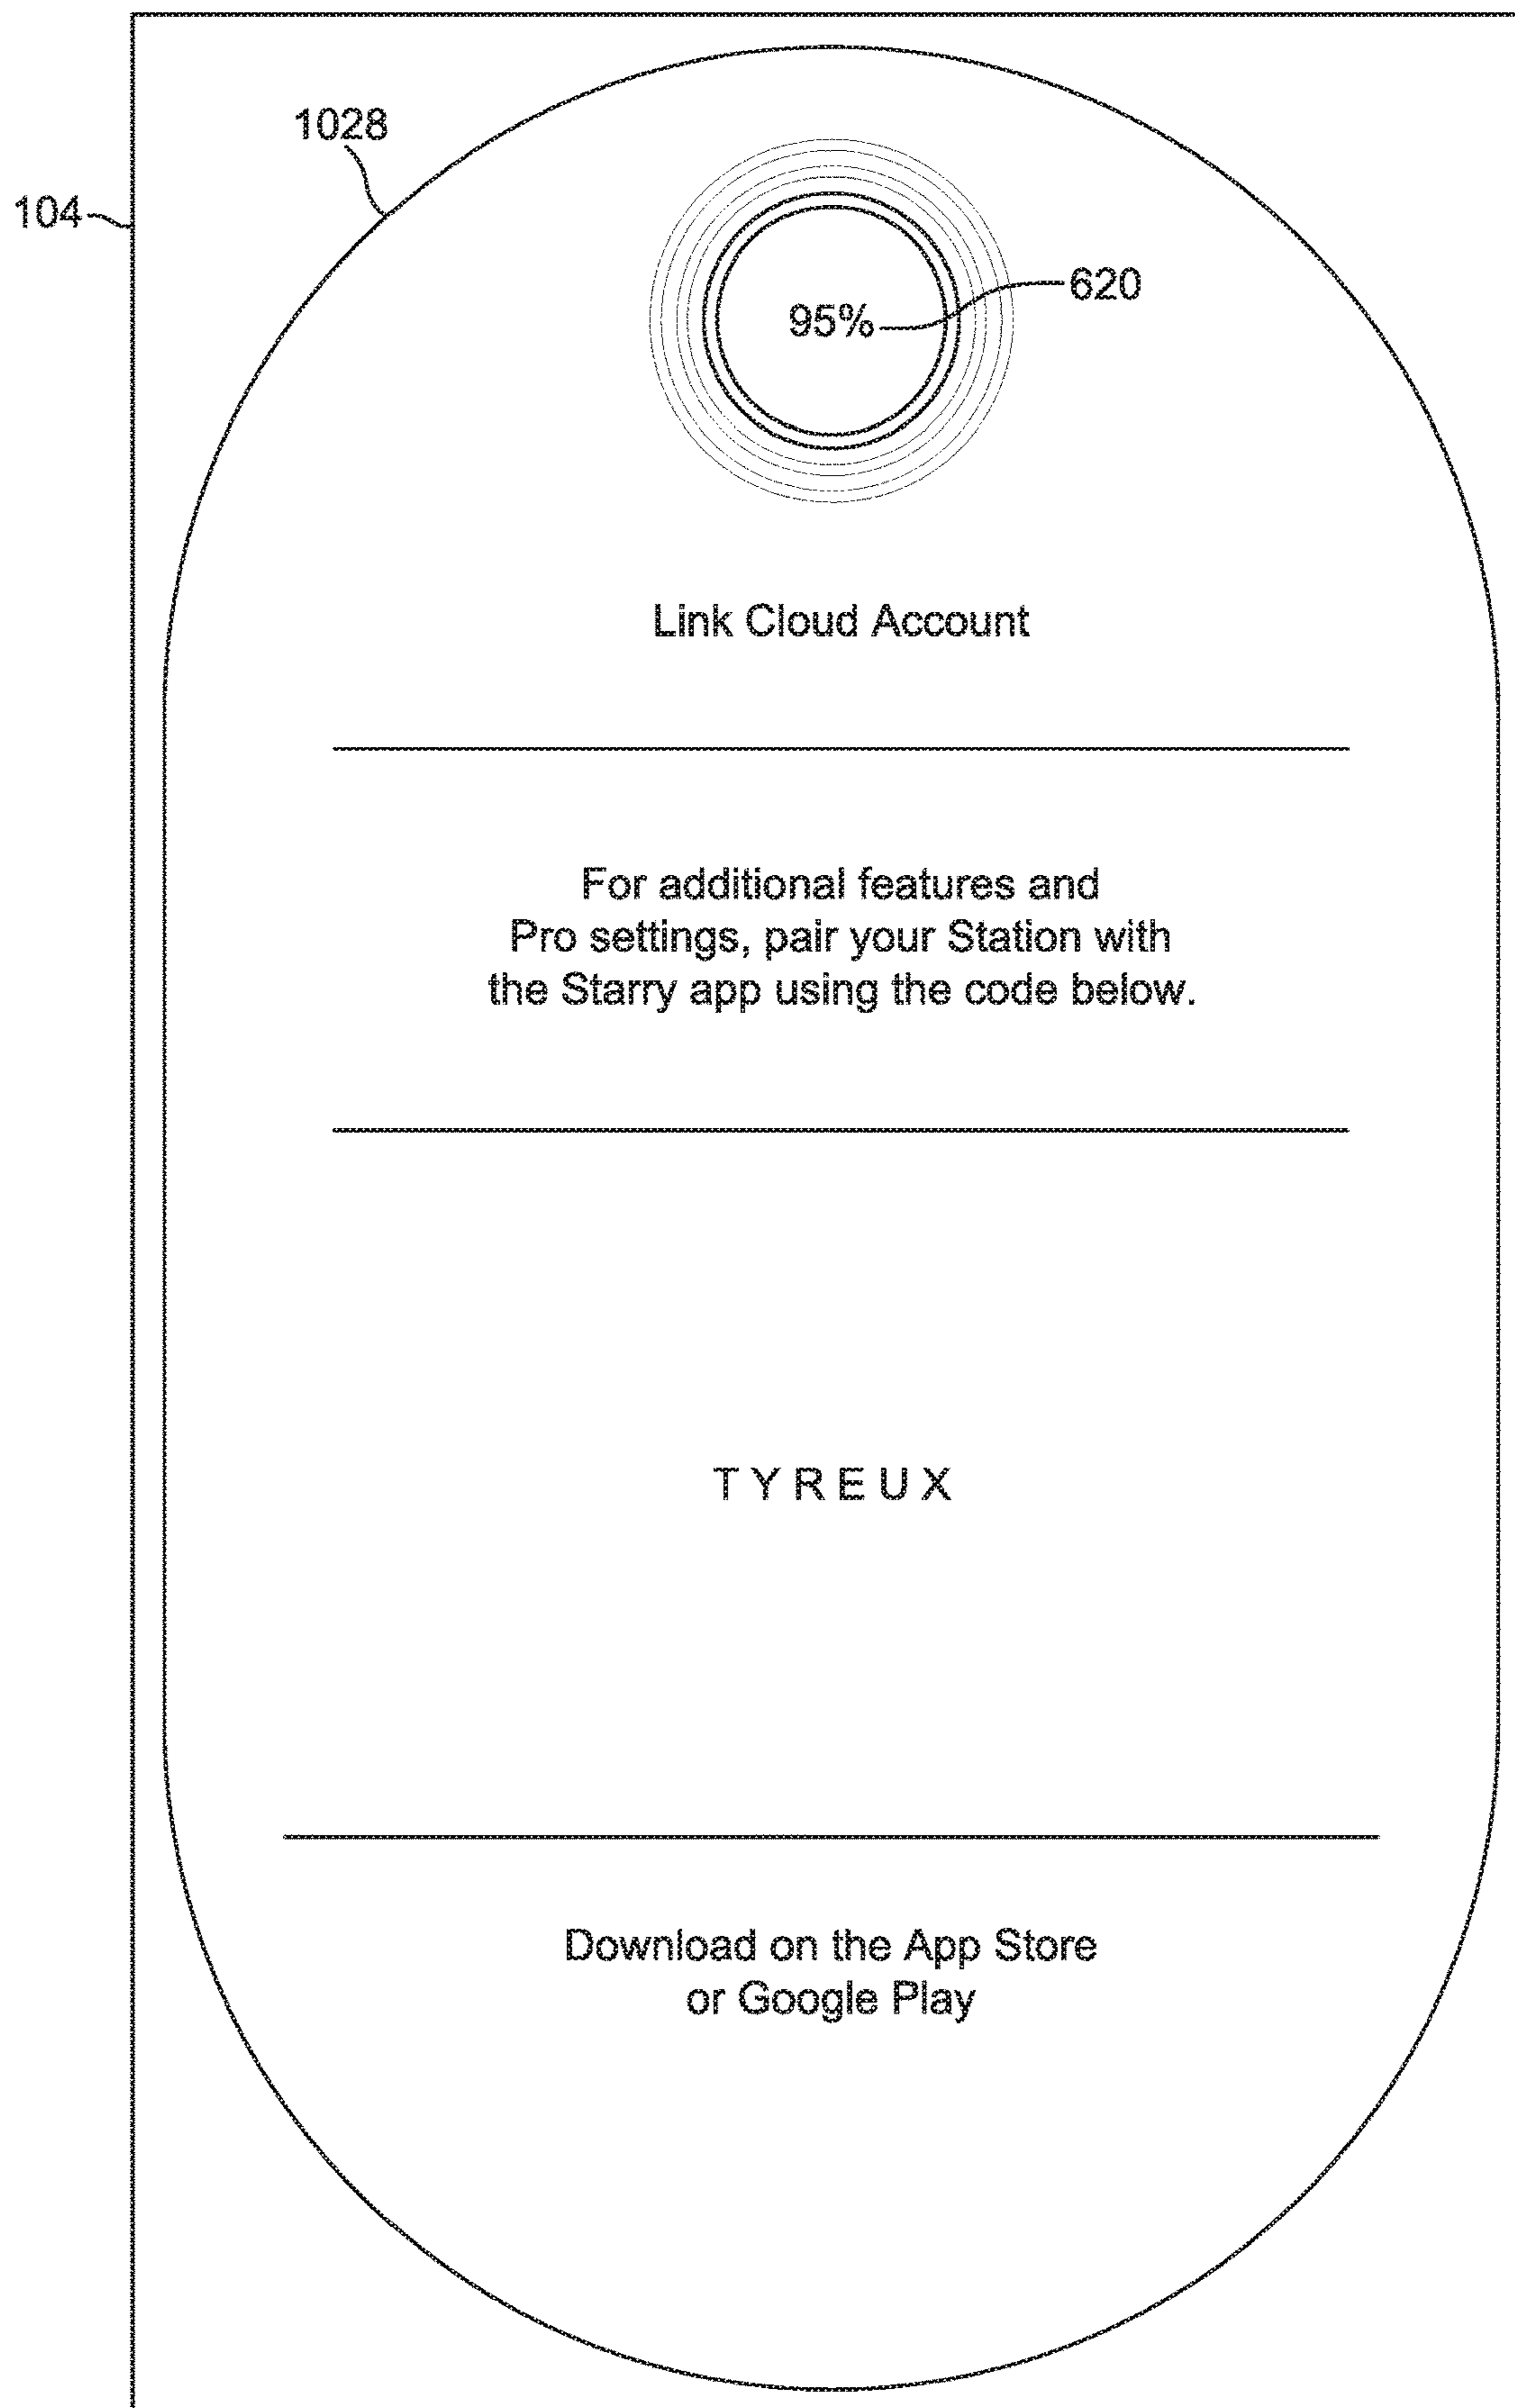 1028
104
620
95%
Link Cloud Account
For additional features and
Pro settings, pair your Station with
the Starry app using the code below.
T Y R E U X
Download on the App Store
or Google Play